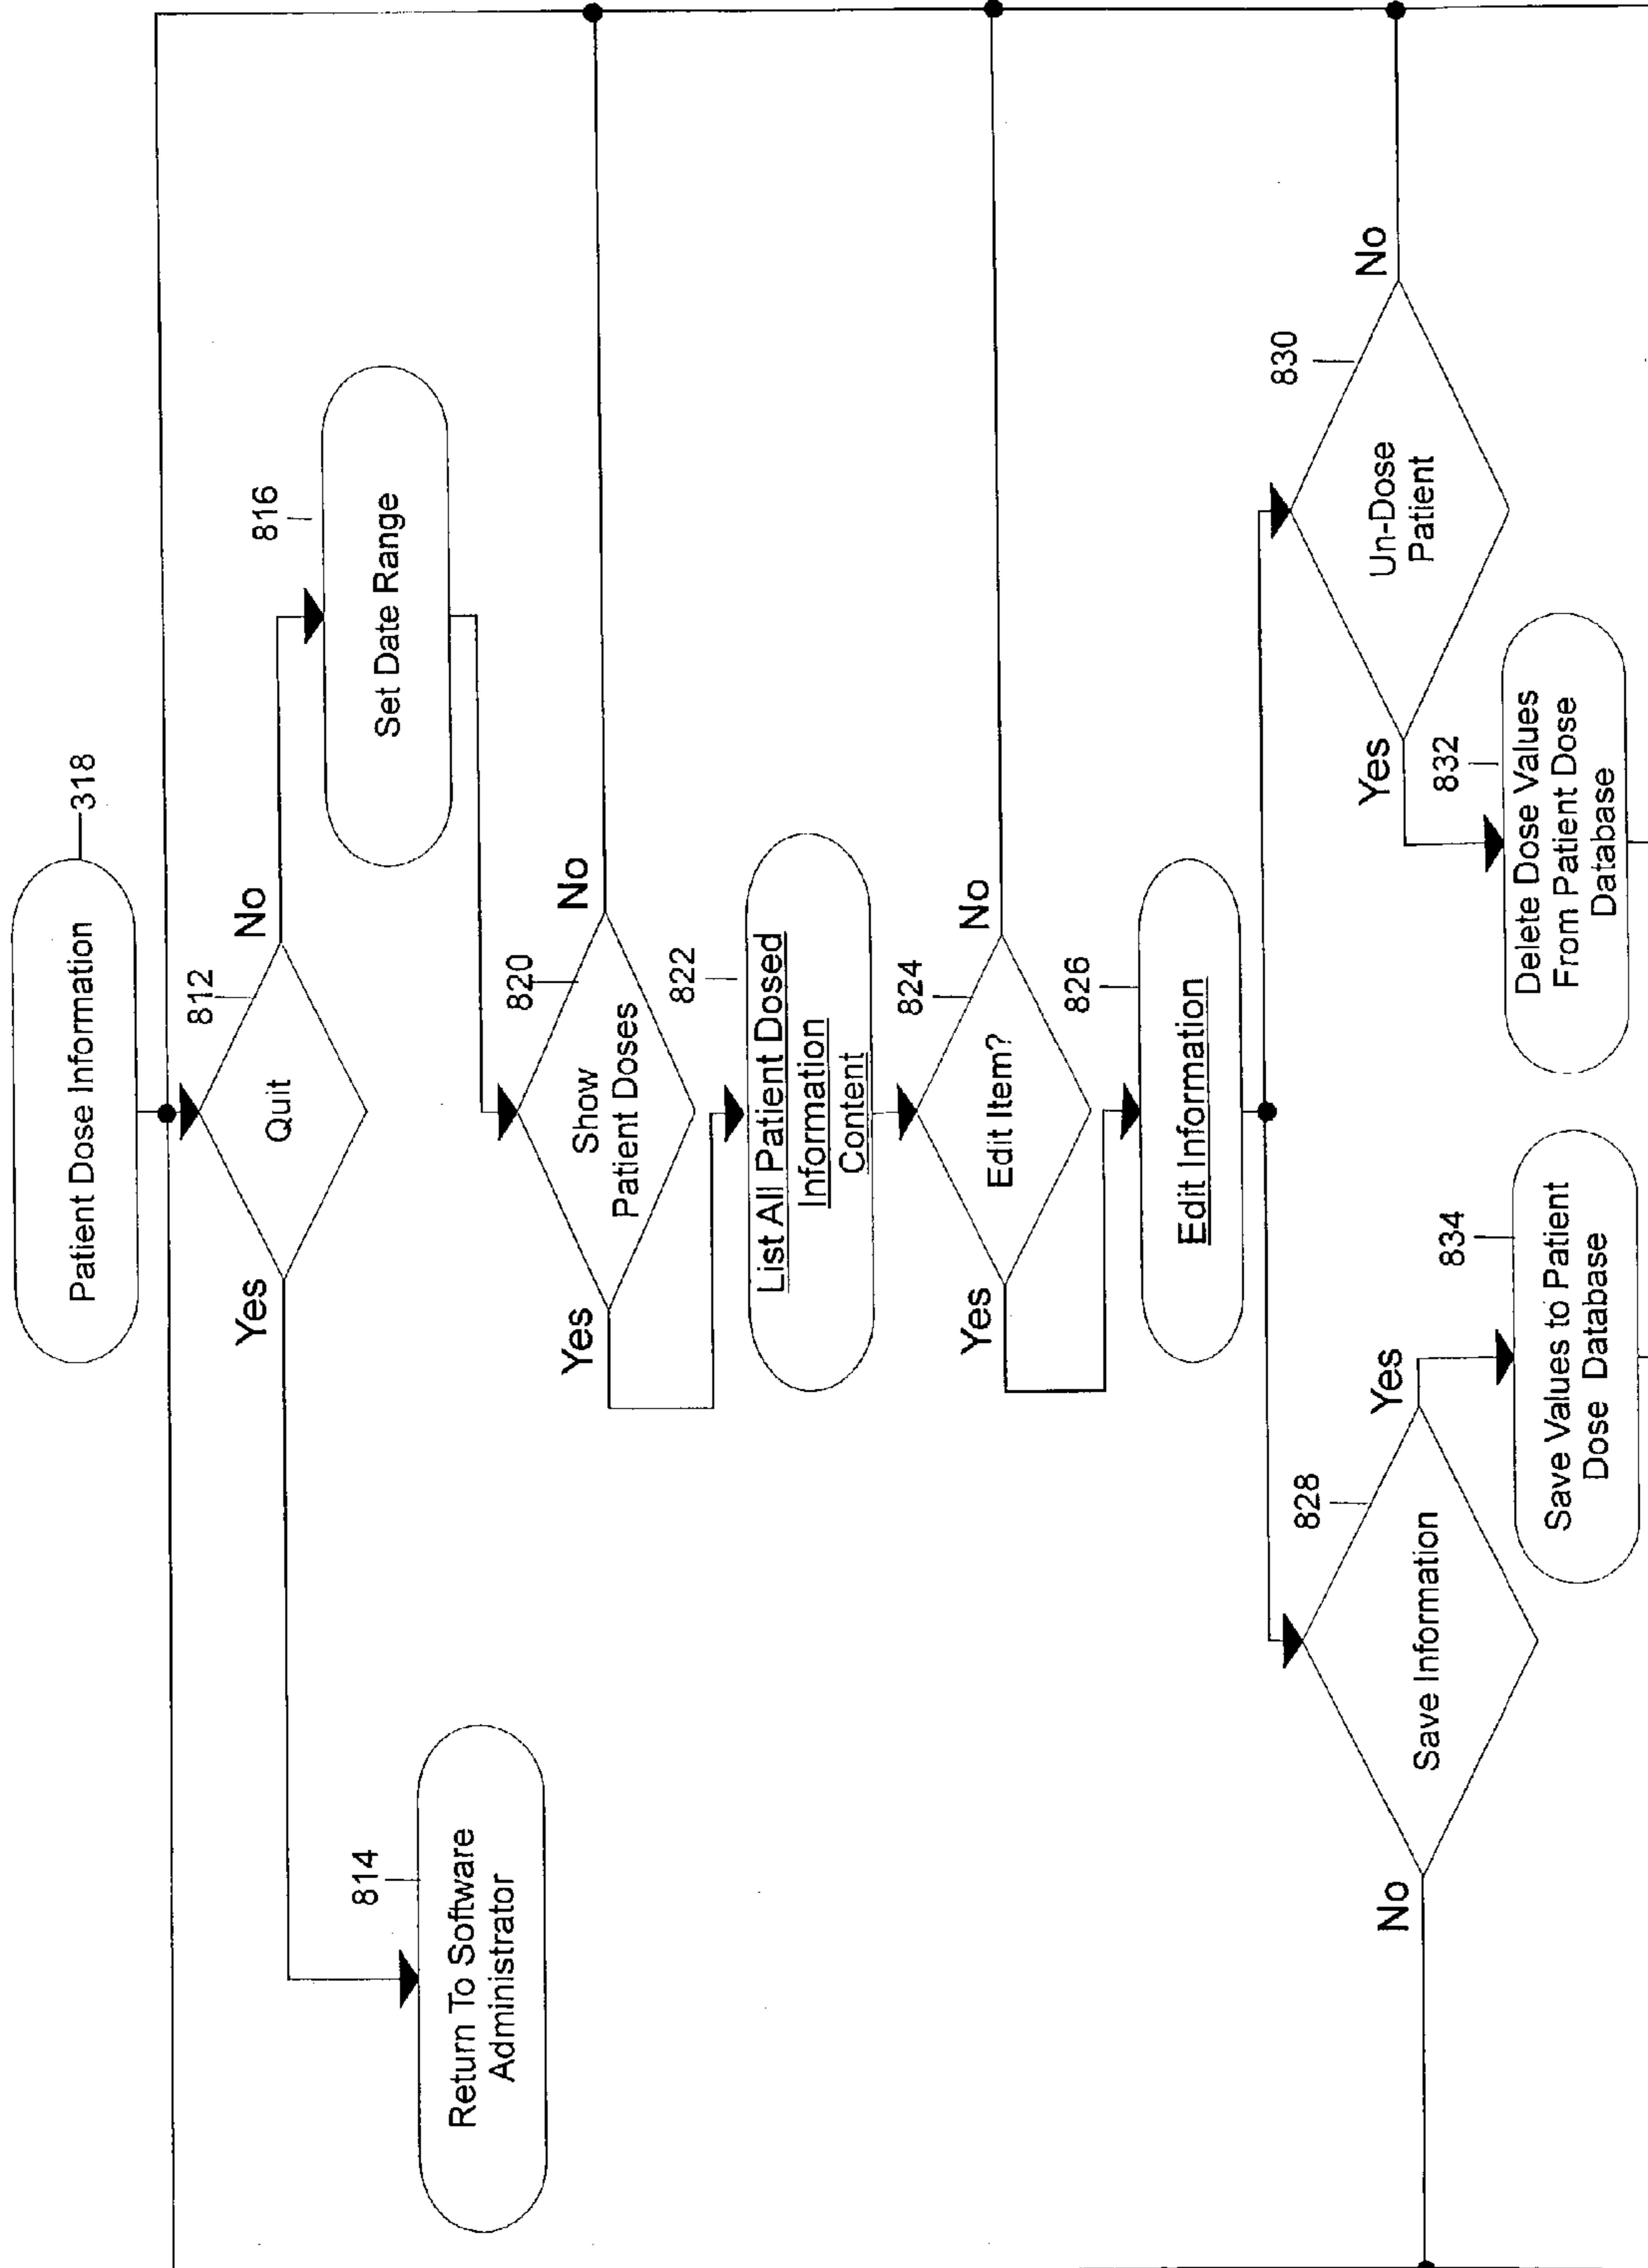 Patient Dose Information
318
812
Quit
Yes
No
814
Return To Software
Administrator
816
Set Date Range
820
Show
Patient Doses
Yes
No
822
List All Patient Dosed
Information
Content
824
Edit Item?
Yes
No
826
Edit Information
828
Save Information
No
Yes
834
Save Values to Patient
Dose Database
830
Un-Dose
Patient
Yes
No
832
Delete Dose Values
From Patient Dose
Database